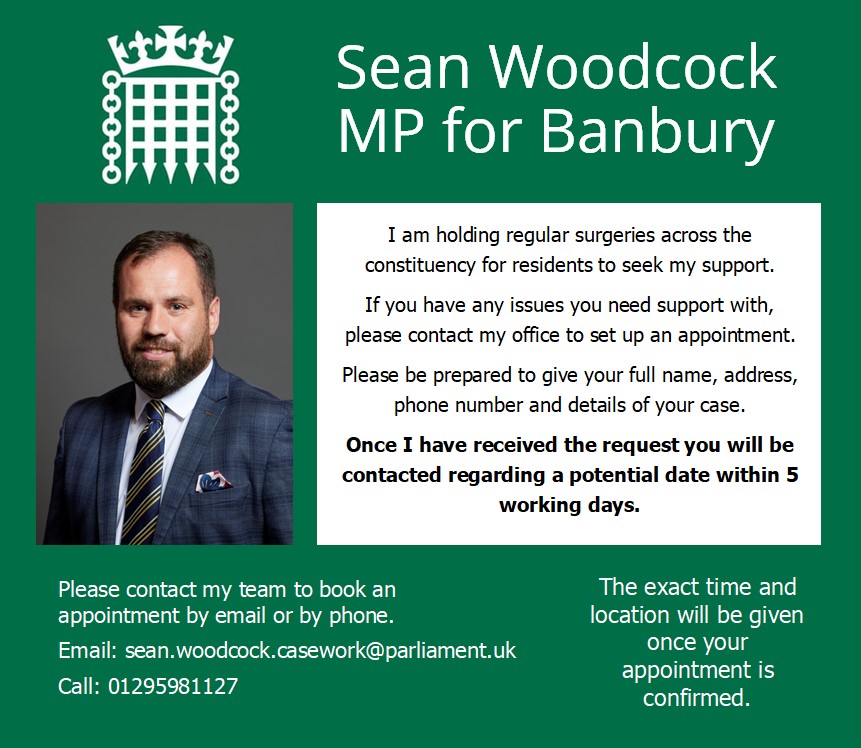 Sean Woodcock
MP for Banbury
I am holding regular surgeries across the
constituency for residents to seek my support.
If you have any issues you need support with,
please contact my office to set up an appointment.
Please be prepared to give your full name, address,
phone number and details of your case.
Once I have received the request you will be
contacted regarding a potential date within 5
working days.
Please contact my team to book an
appointment by email or by phone.
Email: sean.woodcock.casework@parliament.uk
Call: 01295981127
The exact time and
location will be given
once your
appointment is
confirmed.